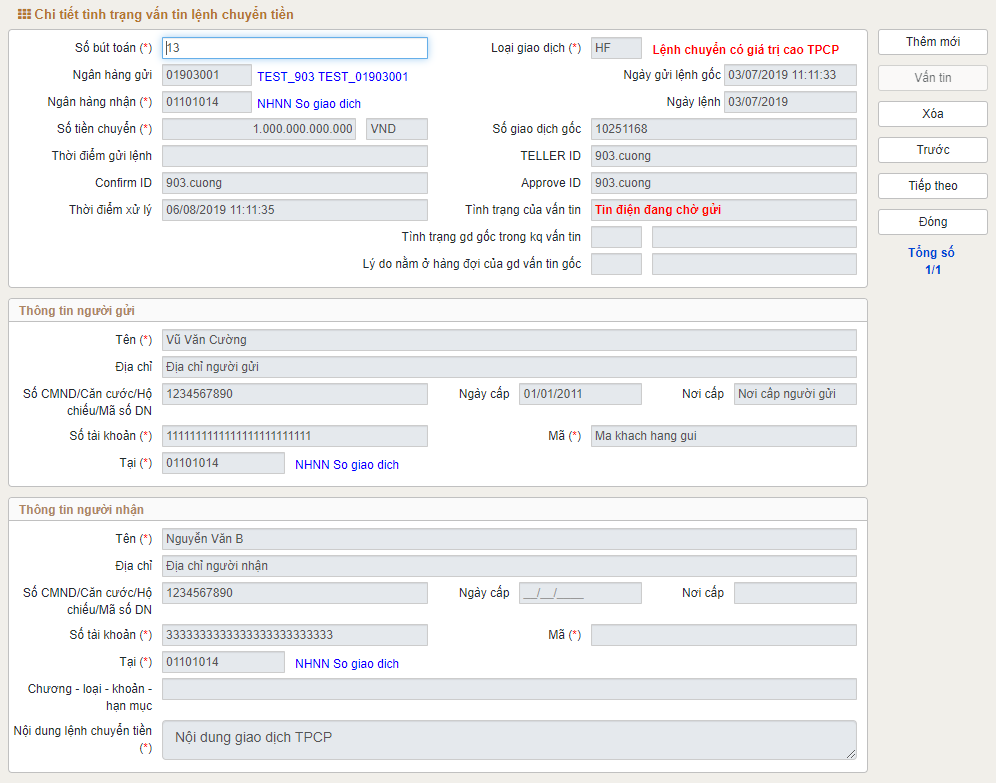 Chi tiết tình trạng vấn tin lệnh chuyển tiền
Số bút toán (*) 13 Loại giao dịch (*) HF Lệnh chuyển có giá trị cao TPCP
Ngân hàng gửi 01903001 TEST_903 TEST_01903001 Ngày gửi lệnh gốc 03/07/2019 11:11:33
Ngân hàng nhận (*) 01101014 NHNN So giao dich Ngày lệnh 03/07/2019
Số tiền chuyển (*) 1.000.000.000.000 VND Số giao dịch gốc 10251168
Thời điểm gửi lệnh TELLER ID 903.cuong
Confirm ID 903.cuong Approve ID 903.cuong
Thời điểm xử lý 06/08/2019 11:11:35 Tình trạng của vấn tin Tin điện đang chờ gửi
Tình trạng gd gốc trong kq vấn tin
Lý do nằm ở hàng đợi của gd vấn tin gốc
Thêm mới
Vấn tin
Xóa
Trước
Tiếp theo
Đóng
Tổng số
1/1
Thông tin người gửi
Tên (*) Vũ Văn Cường
Địa chỉ Địa chỉ người gửi
Số CMND/Căn cước/Hộ chiếu/Mã số DN 1234567890 Ngày cấp 01/01/2011 Nơi cấp Nơi cấp người gửi
Số tài khoản (*) 1111111111111111111111111 Mã (*) Ma khach hang gui
Tại (*) 01101014 NHNN So giao dich
Thông tin người nhận
Tên (*) Nguyễn Văn B
Địa chỉ Địa chỉ người nhận
Số CMND/Căn cước/Hộ chiếu/Mã số DN 1234567890 Ngày cấp __/__/____ Nơi cấp
Số tài khoản (*) 3333333333333333333333333 Mã (*)
Tại (*) 01101014 NHNN So giao dich
Chương - loại - khoản - hạn mục
Nội dung lệnh chuyển tiền (*) Nội dung giao dịch TPCP